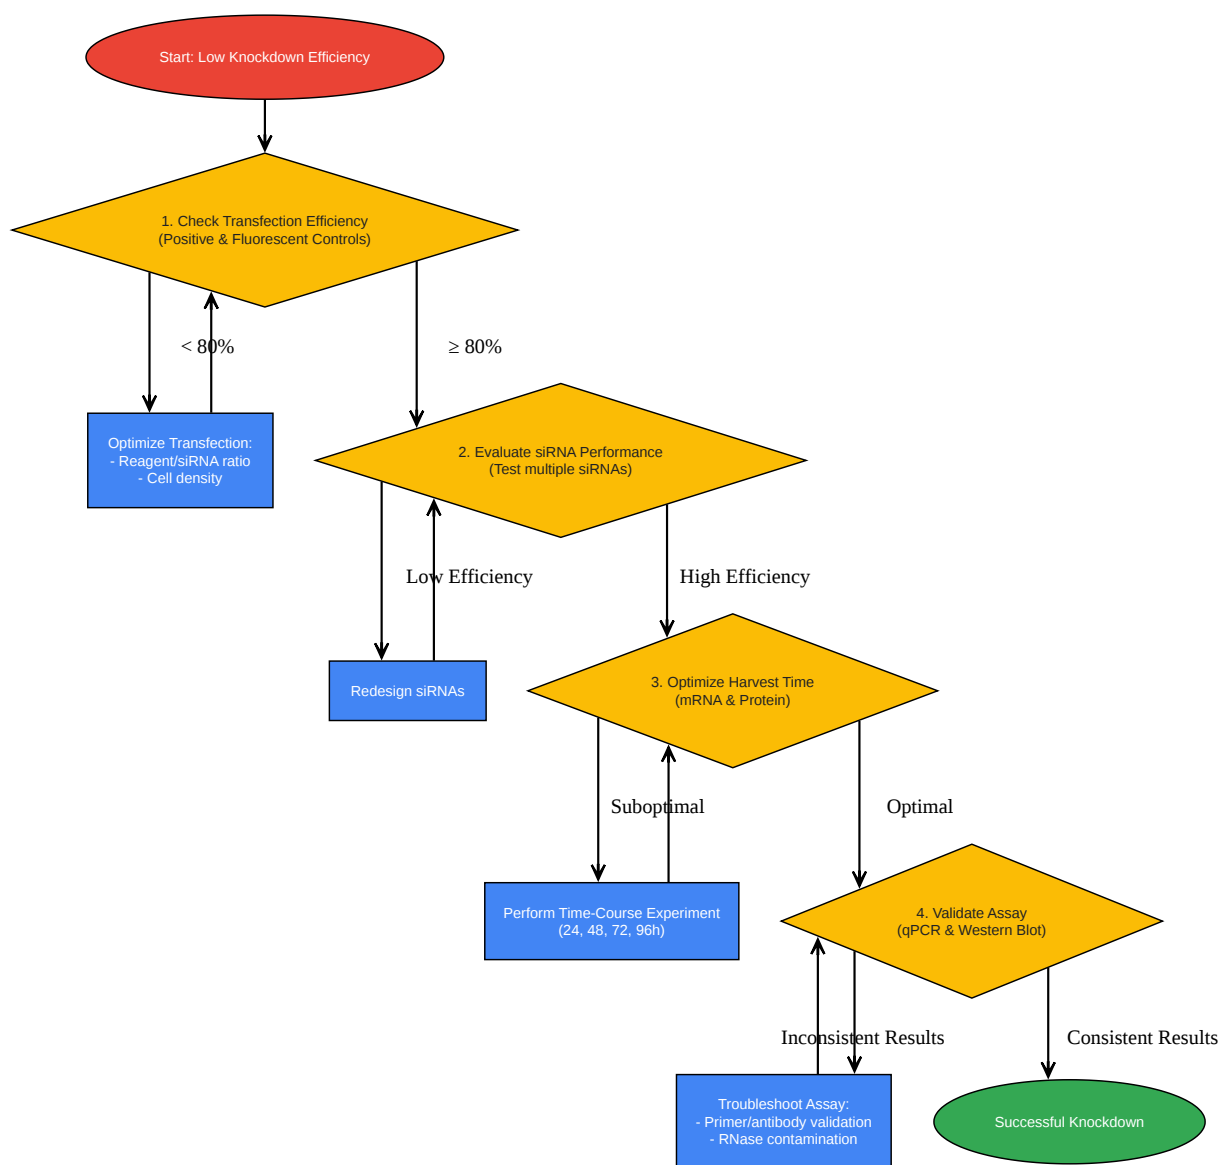 Start: Low Knockdown Efficiency
1. Check Transfection Efficiency
(Positive & Fluorescent Controls)
< 80%
≥ 80%
Optimize Transfection:
- Reagent/siRNA ratio
- Cell density
2. Evaluate siRNA Performance
(Test multiple siRNAs)
Low Efficiency
High Efficiency
Redesign siRNAs
3. Optimize Harvest Time
(mRNA & Protein)
Suboptimal
Optimal
Perform Time-Course Experiment
(24, 48, 72, 96h)
4. Validate Assay
(qPCR & Western Blot)
Inconsistent Results
Consistent Results
Troubleshoot Assay:
- Primer/antibody validation
- RNase contamination
Successful Knockdown